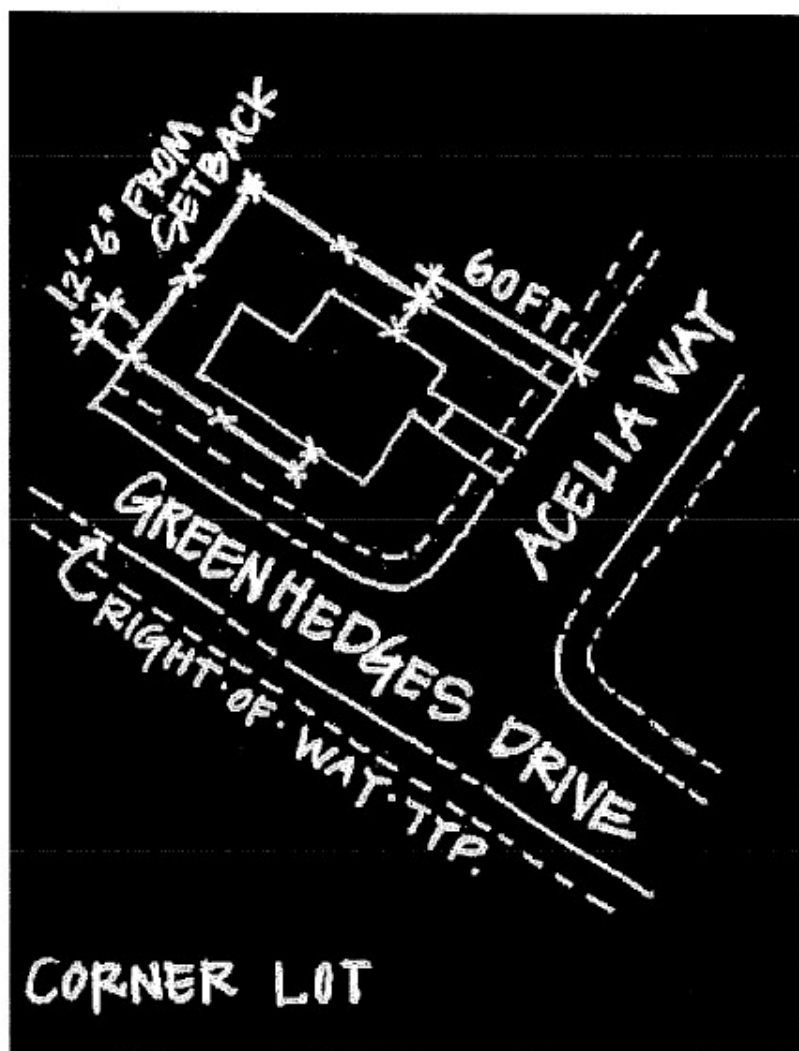 12'-6" FROM
SETBACK
60FT
ACELIA WAY
GREENHEDGES DRIVE
RIGHT·OF·WAY·TYP.
CORNER LOT